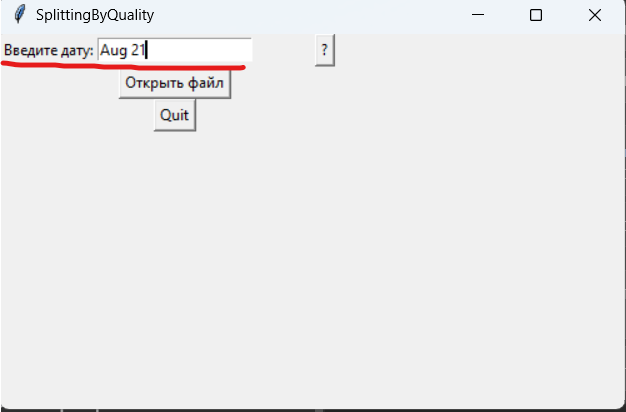 SplittingByQuality
Введите дату: Aug 21 ?
Открыть файл
Quit